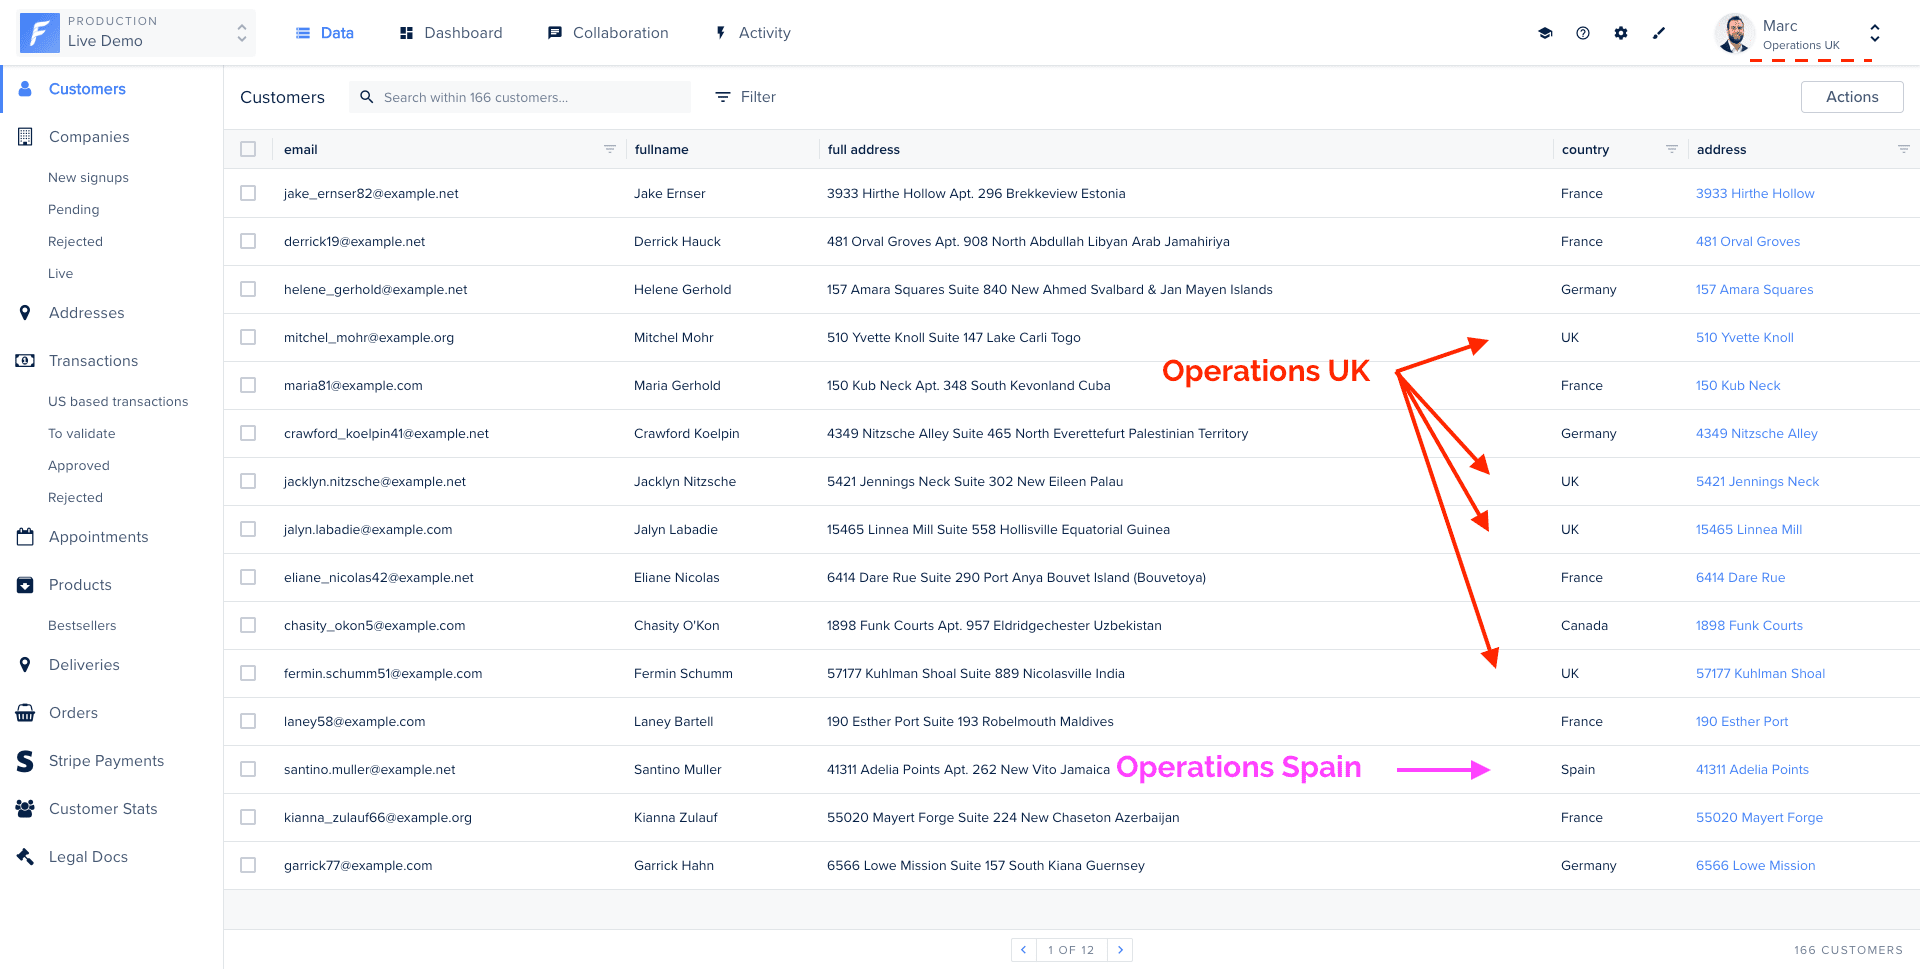 PRODUCTION
Live Demo
Data
Dashboard
Collaboration
Activity
Marc
Operations UK
Customers
Companies
New signups
Pending
Rejected
Live
Addresses
Transactions
US based transactions
To validate
Approved
Rejected
Appointments
Products
Bestsellers
Deliveries
Orders
Stripe Payments
Customer Stats
Legal Docs
Customers
Search within 166 customers...
Filter
Actions
email fullname full address country address
jake_ernser82@example.net Jake Ernser 3933 Hirthe Hollow Apt. 296 Brekkeview Estonia France 3933 Hirthe Hollow
derrick19@example.net Derrick Hauck 481 Orval Groves Apt. 908 North Abdullah Libyan Arab Jamahiriya France 481 Orval Groves
helene_gerhold@example.net Helene Gerhold 157 Amara Squares Suite 840 New Ahmed Svalbard & Jan Mayen Islands Germany 157 Amara Squares
mitchel_mohr@example.org Mitchel Mohr 510 Yvette Knoll Suite 147 Lake Carli Togo UK 510 Yvette Knoll
Operations UK
maria81@example.com Maria Gerhold 150 Kub Neck Apt. 348 South Kevonland Cuba France 150 Kub Neck
crawford_koelpin41@example.net Crawford Koelpin 4349 Nitzsche Alley Suite 465 North Everettefurt Palestinian Territory Germany 4349 Nitzsche Alley
jacklyn.nitzsche@example.net Jacklyn Nitzsche 5421 Jennings Neck Suite 302 New Eileen Palau UK 5421 Jennings Neck
jalyn.labadie@example.com Jalyn Labadie 15465 Linnea Mill Suite 558 Hollisville Equatorial Guinea UK 15465 Linnea Mill
eliane_nicolas42@example.net Eliane Nicolas 6414 Dare Rue Suite 290 Port Anya Bouvet Island (Bouvetoya) France 6414 Dare Rue
chasity_okon5@example.com Chasity O'Kon 1898 Funk Courts Apt. 957 Eldridgechester Uzbekistan Canada 1898 Funk Courts
fermin.schumm51@example.com Fermin Schumm 57177 Kuhlman Shoal Suite 889 Nicolasville India UK 57177 Kuhlman Shoal
laney58@example.com Laney Bartell 190 Esther Port Suite 193 Robelmouth Maldives France 190 Esther Port
santino.muller@example.net Santino Muller 41311 Adelia Points Apt. 262 New Vito Jamaica Operations Spain Spain 41311 Adelia Points
kianna_zulauf66@example.org Kianna Zulauf 55020 Mayert Forge Suite 224 New Chaseton Azerbaijan France 55020 Mayert Forge
garrick77@example.com Garrick Hahn 6566 Lowe Mission Suite 157 South Kiana Guernsey Germany 6566 Lowe Mission
1 OF 12
166 CUSTOMERS